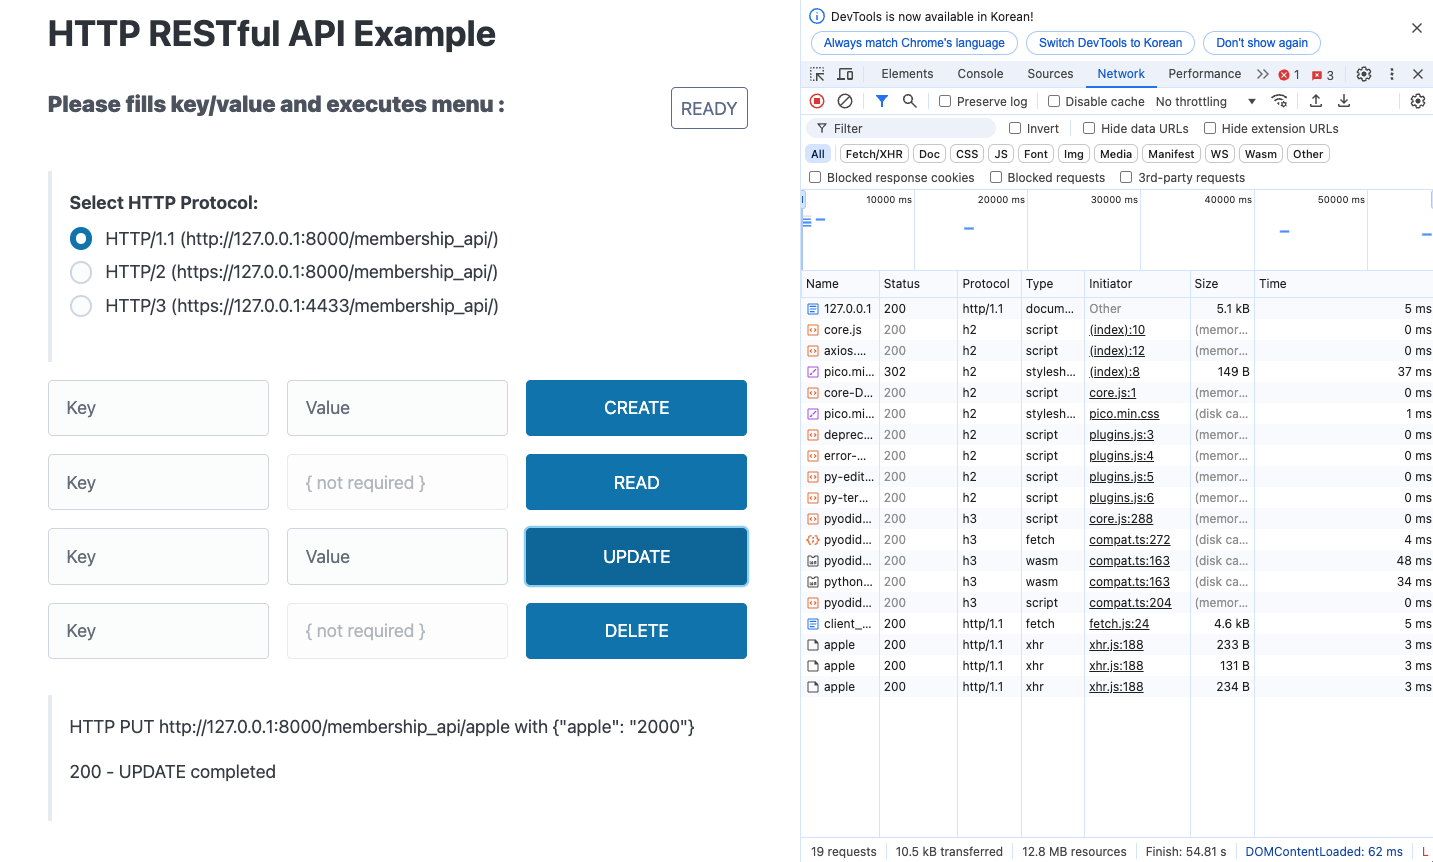 HTTP RESTful API Example
Please fills key/value and executes menu :
READY
Select HTTP Protocol:
HTTP/1.1 (http://127.0.0.1:8000/membership_api/)
HTTP/2 (https://127.0.0.1:8000/membership_api/)
HTTP/3 (https://127.0.0.1:4433/membership_api/)
Key Value CREATE
Key { not required } READ
Key Value UPDATE
Key { not required } DELETE
HTTP PUT http://127.0.0.1:8000/membership_api/apple with {"apple": "2000"}
200 - UPDATE completed
DevTools is now available in Korean!
Always match Chrome's language Switch DevTools to Korean Don't show again
Elements Console Sources Network Performance 1 3
Preserve log Disable cache No throttling
Filter Invert Hide data URLs Hide extension URLs
All Fetch/XHR Doc CSS JS Font Img Media Manifest WS Wasm Other
Blocked response cookies Blocked requests 3rd-party requests
10000 ms 20000 ms 30000 ms 40000 ms 50000 ms
Name Status Protocol Type Initiator Size Time
127.0.0.1 200 http/1.1 docum... Other 5.1 kB 5 ms
core.js 200 h2 script (index):10 (memor... 0 ms
axios.... 200 h2 script (index):12 (memor... 0 ms
pico.mi... 302 h2 stylesh... (index):8 149 B 37 ms
core-D... 200 h2 script core.js:1 (memor... 0 ms
pico.mi... 200 h2 stylesh... pico.min.css (disk ca... 1 ms
deprec... 200 h2 script plugins.js:3 (memor... 0 ms
error-... 200 h2 script plugins.js:4 (memor... 0 ms
py-edit... 200 h2 script plugins.js:5 (memor... 0 ms
py-ter... 200 h2 script plugins.js:6 (memor... 0 ms
pyodid... 200 h3 script core.js:288 (memor... 0 ms
pyodid... 200 h3 fetch compat.ts:272 (disk ca... 4 ms
pyodid... 200 h3 wasm compat.ts:163 (disk ca... 48 ms
python... 200 h3 wasm compat.ts:163 (disk ca... 34 ms
pyodid... 200 h3 script compat.ts:204 (memor... 0 ms
client_... 200 http/1.1 fetch fetch.js:24 4.6 kB 5 ms
apple 200 http/1.1 xhr xhr.js:188 233 B 3 ms
apple 200 http/1.1 xhr xhr.js:188 131 B 3 ms
apple 200 http/1.1 xhr xhr.js:188 234 B 3 ms
19 requests 10.5 kB transferred 12.8 MB resources Finish: 54.81 s DOMContentLoaded: 62 ms L